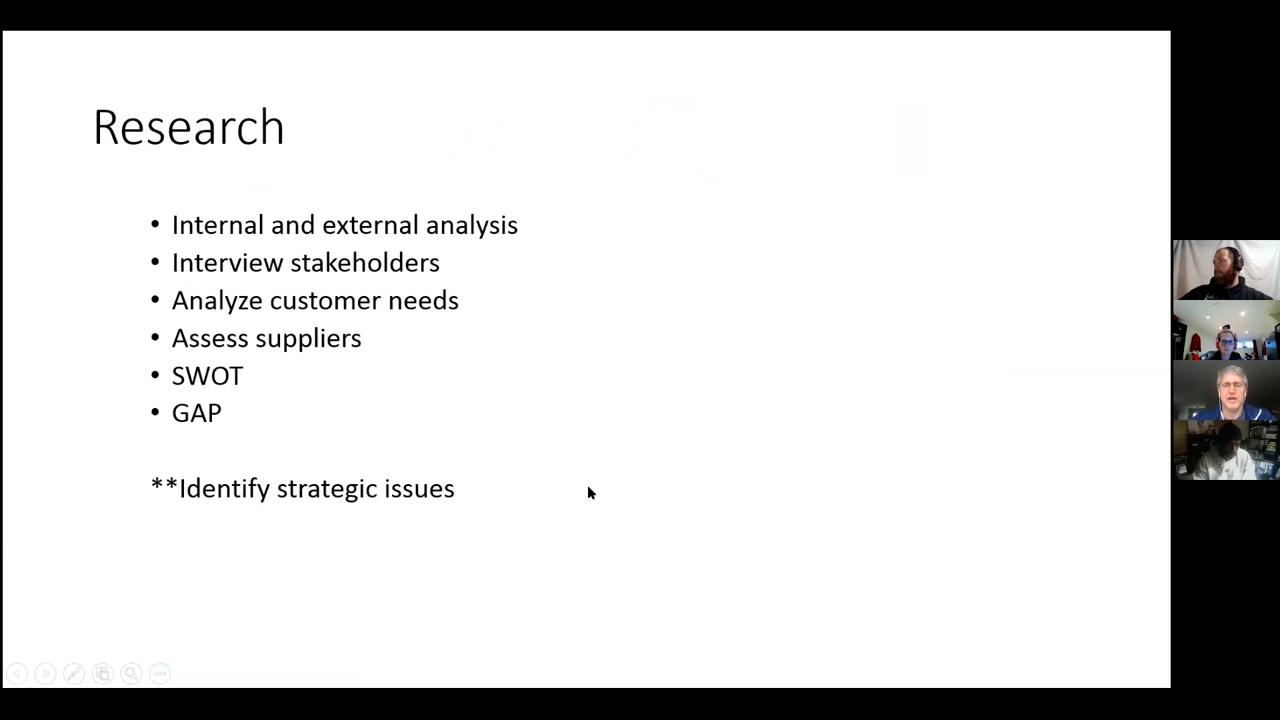 Research
• Internal and external analysis
• Interview stakeholders
• Analyze customer needs
• Assess suppliers
• SWOT
• GAP
**Identify strategic issues